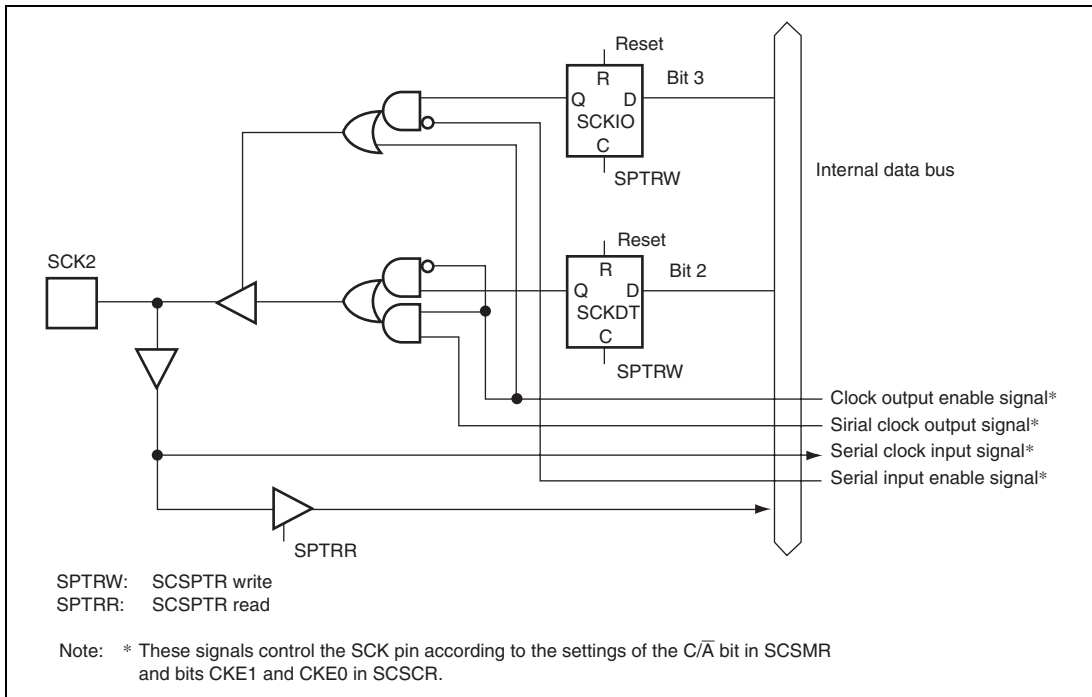 Reset
R
Bit 3
Q D
SCKIO
C
SPTRW
Internal data bus
Reset
SCK2
R
Bit 2
Q D
SCKDT
C
SPTRW
Clock output enable signal*
Sirial clock output signal*
Serial clock input signal*
Serial input enable signal*
SPTRR
SPTRW: SCSPTR write
SPTRR: SCSPTR read
Note: * These signals control the SCK pin according to the settings of the C/A̅ bit in SCSMR
and bits CKE1 and CKE0 in SCSCR.